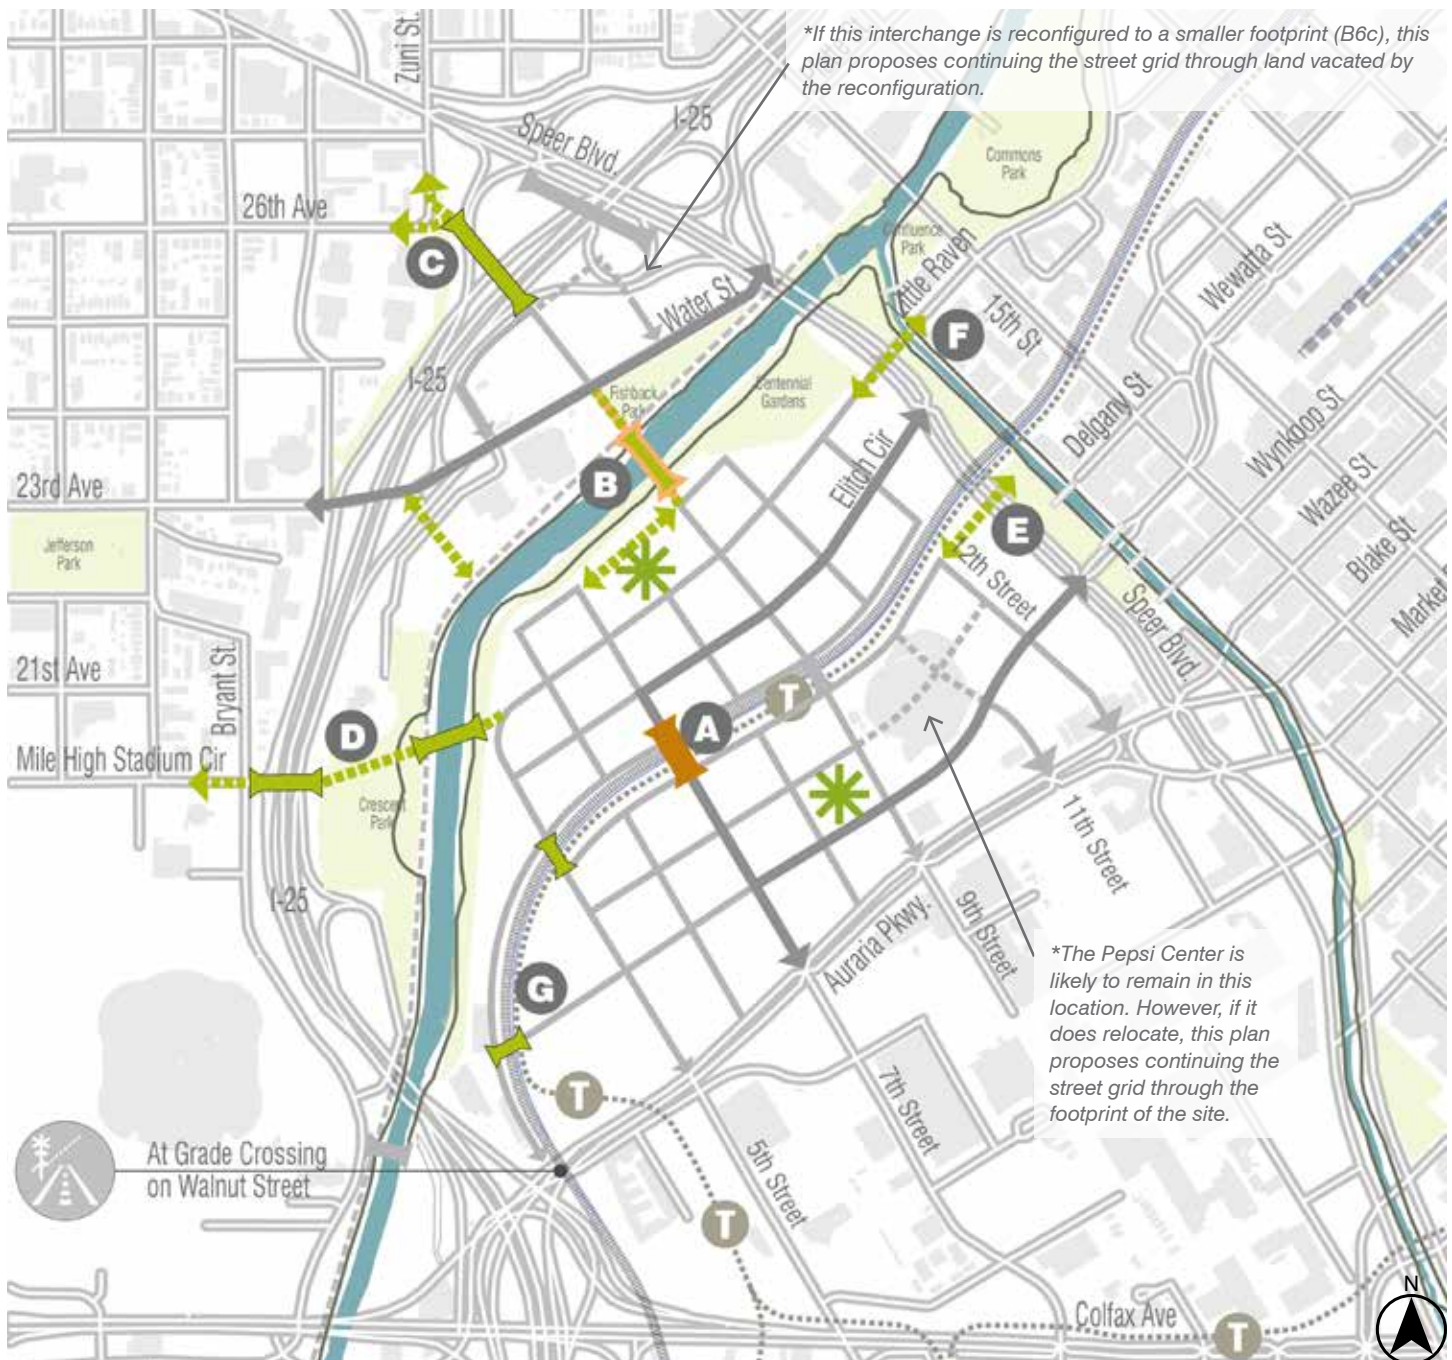 *If this interchange is reconfigured to a smaller footprint (B6c), this
plan proposes continuing the street grid through land vacated by
the reconfiguration.
Zuni St.
I-25
Speer Blvd.
Commons
Park
26th Ave
C
Confluence
Park
Little Raven
Wewatta St
Water St
15th St
F
I-25
Fishback
Park
Centennial
Gardens
Delgany St
Wynkoop St
Elitch Cir
23rd Ave
B
Wazee St
Jefferson
Park
E
Blake St
12th Street
Market
Speer Blvd.
21st Ave
Bryant St.
T
A
D
Mile High Stadium Cir
Crescent
Park
11th Street
I-25
9th Street
Auraria Pkwy.
G
*The Pepsi Center is
likely to remain in this
location. However, if it
does relocate, this plan
proposes continuing the
street grid through the
footprint of the site.
T
7th Street
At Grade Crossing
on Walnut Street
5th Street
T
N
Colfax Ave
T